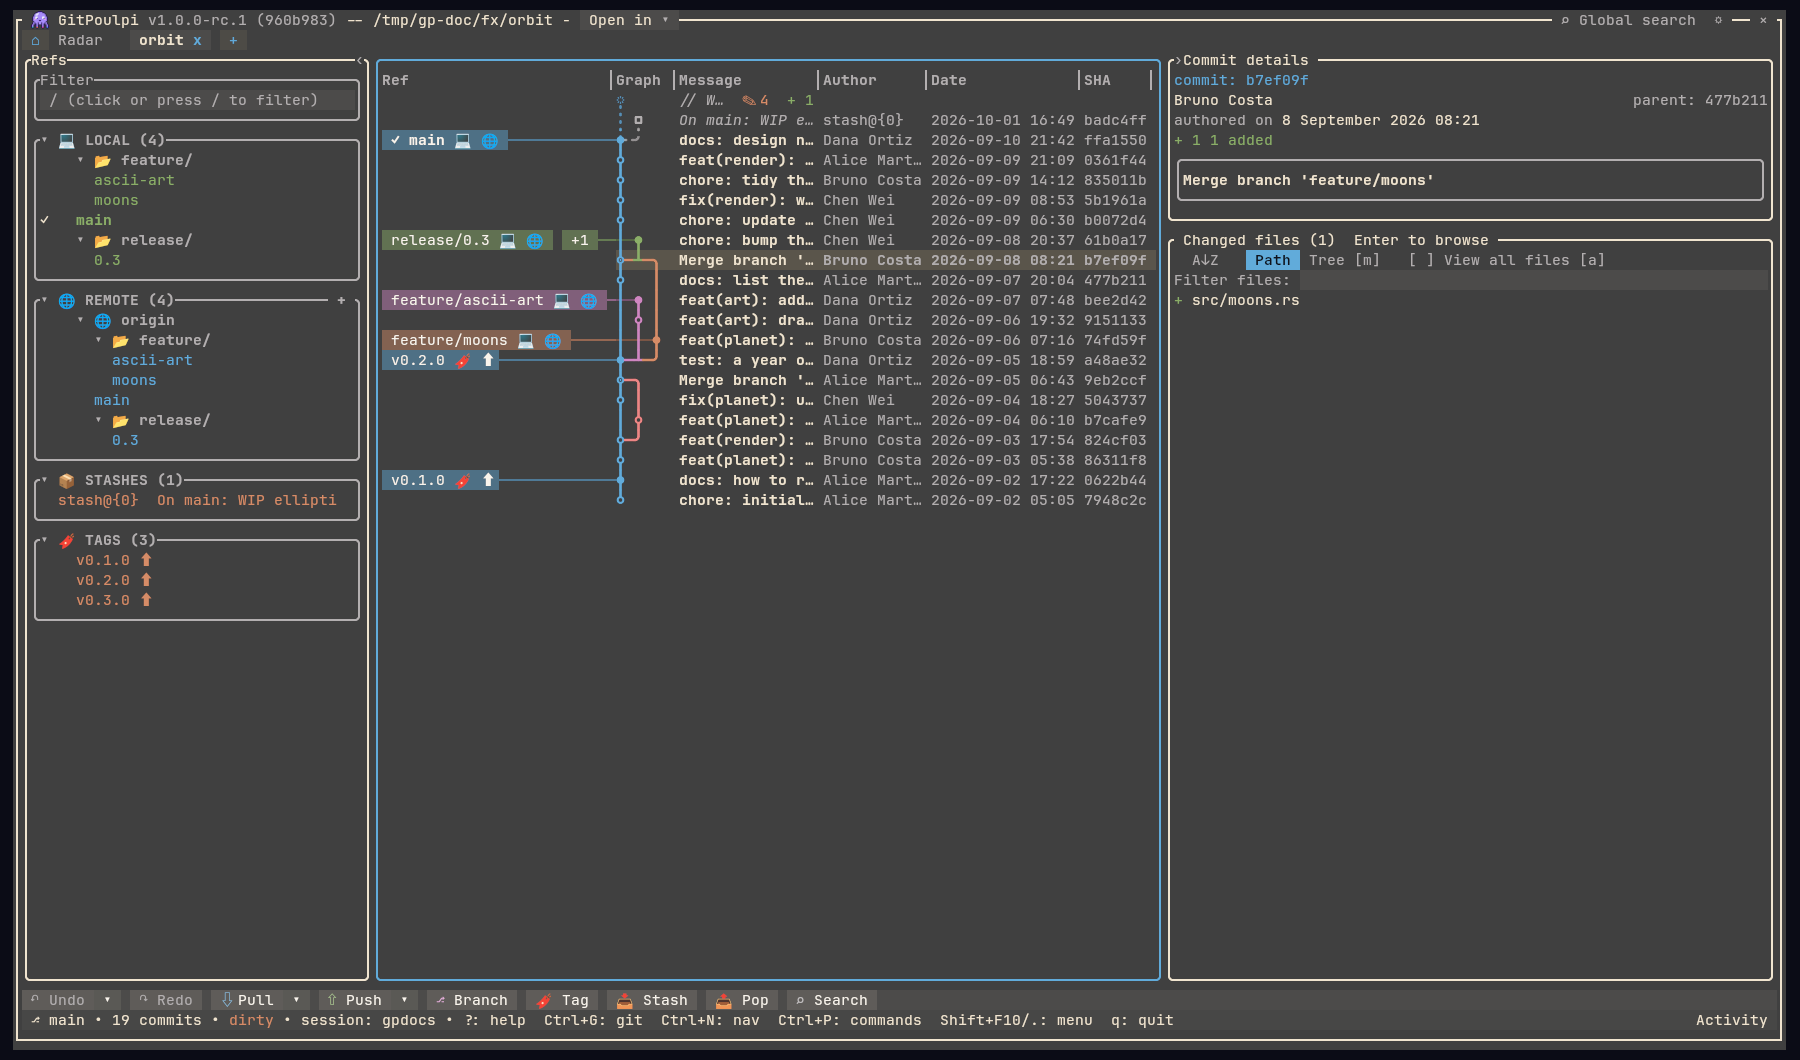 GitPoulpi v1.0.0-rc.1 (960b983) —— /tmp/gp-doc/fx/orbit - Open in ▾ ⌕ Global search ⚙ × 
⌂ Radar orbit x +
Refs ‹
Filter
/ (click or press / to filter)
▾ 💻 LOCAL (4)
▾ 📂 feature/
ascii-art
moons
✓ main
▾ 📂 release/
0.3
▾ 🌐 REMOTE (4) +
▾ 🌐 origin
▾ 📂 feature/
ascii-art
moons
main
▾ 📂 release/
0.3
▾ 📦 STASHES (1)
stash@{0} On main: WIP ellipti
▾ 🔖 TAGS (3)
v0.1.0 ⬆
v0.2.0 ⬆
v0.3.0 ⬆
Ref Graph Message Author Date SHA
// W… ✎ 4 + 1
On main: WIP e… stash@{0} 2026-10-01 16:49 badc4ff
✓ main 💻 🌐 docs: design n… Dana Ortiz 2026-09-10 21:42 ffa1550
feat(render): … Alice Mart… 2026-09-09 21:09 0361f44
chore: tidy th… Bruno Costa 2026-09-09 14:12 835011b
fix(render): w… Chen Wei 2026-09-09 08:53 5b1961a
chore: update … Chen Wei 2026-09-09 06:30 b0072d4
release/0.3 💻 🌐 +1 chore: bump th… Chen Wei 2026-09-08 20:37 61b0a17
Merge branch '… Bruno Costa 2026-09-08 08:21 b7ef09f
docs: list the… Alice Mart… 2026-09-07 20:04 477b211
feature/ascii-art 💻 🌐 feat(art): add… Dana Ortiz 2026-09-07 07:48 bee2d42
feat(art): dra… Dana Ortiz 2026-09-06 19:32 9151133
feature/moons 💻 🌐 feat(planet): … Bruno Costa 2026-09-06 07:16 74fd59f
v0.2.0 🔖 ⬆ test: a year o… Dana Ortiz 2026-09-05 18:59 a48ae32
Merge branch '… Alice Mart… 2026-09-05 06:43 9eb2ccf
fix(planet): u… Chen Wei 2026-09-04 18:27 5043737
feat(planet): … Alice Mart… 2026-09-04 06:10 b7cafe9
feat(render): … Bruno Costa 2026-09-03 17:54 824cf03
feat(planet): … Bruno Costa 2026-09-03 05:38 86311f8
v0.1.0 🔖 ⬆ docs: how to r… Alice Mart… 2026-09-02 17:22 0622b44
chore: initial… Alice Mart… 2026-09-02 05:05 7948c2c
› Commit details
commit: b7ef09f
Bruno Costa parent: 477b211
authored on 8 September 2026 08:21
+ 1 1 added
Merge branch 'feature/moons'
Changed files (1) Enter to browse
A↓Z Path Tree [m] [ ] View all files [a]
Filter files:
+ src/moons.rs
↶ Undo ▾ ↷ Redo ⇩ Pull ▾ ⇧ Push ▾ ⎇ Branch 🔖 Tag 📥 Stash 📤 Pop ⌕ Search
⎇ main • 19 commits • dirty • session: gpdocs • ?: help Ctrl+G: git Ctrl+N: nav Ctrl+P: commands Shift+F10/.: menu q: quit Activity